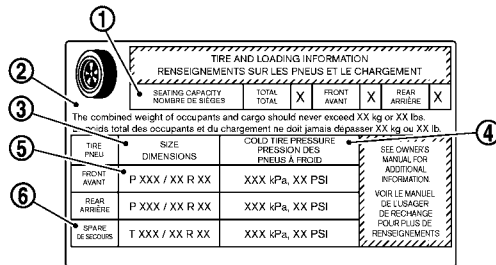 ①
TIRE AND LOADING INFORMATION
RENSEIGNEMENTS SUR LES PNEUS ET LE CHARGEMENT
SEATING CAPACITY
NOMBRE DE SIÈGES
TOTAL
TOTAL
X
FRONT
AVANT
X
REAR
ARRIÈRE
X
②
The combined weight of occupants and cargo should never exceed XX kg or XX lbs.
poids total des occupants et du chargement ne doit jamais dépasser XX kg ou XX lb.
③
④
TIRE
PNEU
SIZE
DIMENSIONS
COLD TIRE PRESSURE
PRESSION DES
PNEUS À FROID
SEE OWNER'S
MANUAL FOR
ADDITIONAL
INFORMATION.
VOIR LE MANUEL
DE L'USAGER
DE RECHANGE
POUR PLUS DE
RENSEIGNEMENTS
⑤
FRONT
AVANT
P XXX / XX R XX
XXX kPa, XX PSI
REAR
ARRIÈRE
P XXX / XX R XX
XXX kPa, XX PSI
⑥
SPARE
DE SECOURS
T XXX / XX R XX
XXX kPa, XX PSI